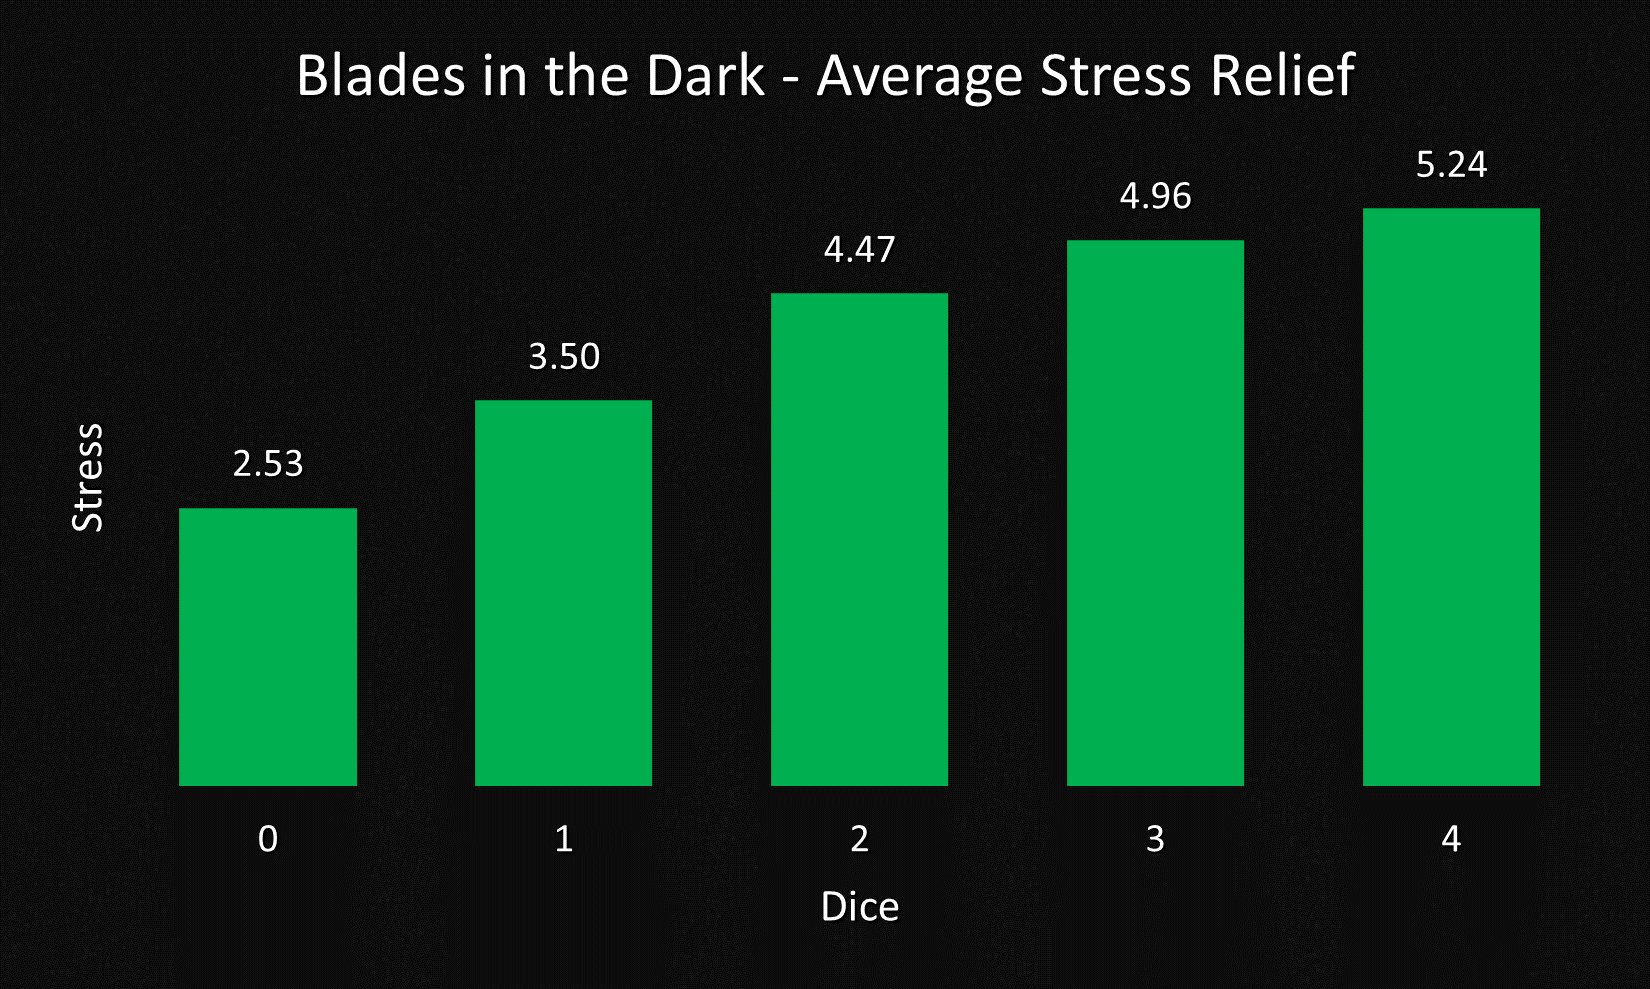 Blades in the Dark - Average Stress Relief
5.24
4.96
4.47
3.50
2.53
Stress
0 1 2 3 4
Dice